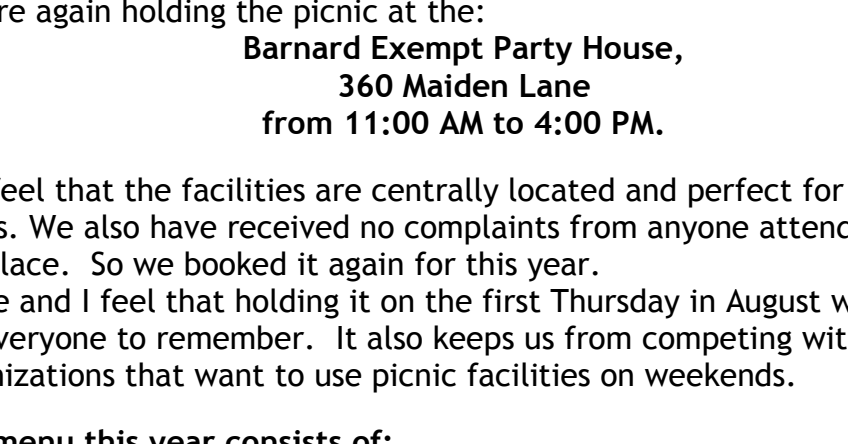 re again holding the picnic at the:
Barnard Exempt Party House,
360 Maiden Lane
from 11:00 AM to 4:00 PM.
feel that the facilities are centrally located and perfect for
s. We also have received no complaints from anyone attend
lace. So we booked it again for this year.
e and I feel that holding it on the first Thursday in August w
veryone to remember. It also keeps us from competing wit
nizations that want to use picnic facilities on weekends.
menu this year consists of: